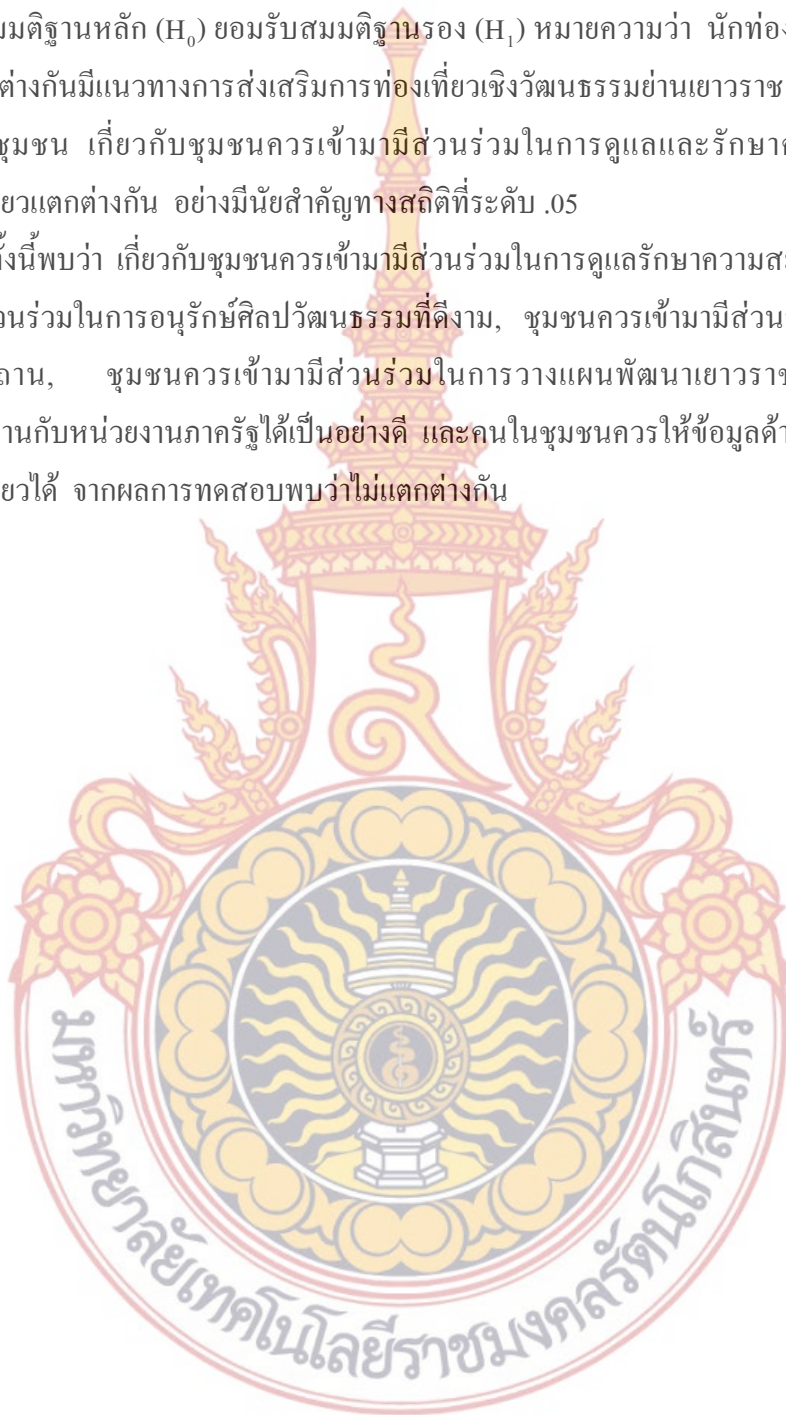 มมติฐานหลัก (H₀) ยอมรับสมมติฐานรอง (H₁) หมายความว่า นักท่อง
ต่างกันมีแนวทางการส่งเสริมการท่องเที่ยวเชิงวัฒนธรรมย่านเยาวราช
ชุมชน เกี่ยวกับชุมชนควรเข้ามามีส่วนร่วมในการดูแลและรักษา
ยวแตกต่างกัน อย่างมีนัยสำคัญทางสถิติที่ระดับ .05
ั้งนี้พบว่า เกี่ยวกับชุมชนควรเข้ามามีส่วนร่วมในการดูแลรักษาความสะ
วนร่วมในการอนุรักษ์ศิลปวัฒนธรรมที่ดีงาม, ชุมชนควรเข้ามามีส่วน
ถาน, ชุมชนควรเข้ามามีส่วนร่วมในการวางแผนพัฒนาเยาวราช
านกับหน่วยงานภาครัฐได้เป็นอย่างดี และคนในชุมชนควรให้ข้อมูลด้า
ยวได้ จากผลการทดสอบพบว่าไม่แตกต่างกัน
มหาวิทยาลัยเทคโนโลยีราชมงคลรัตนโกสินทร์